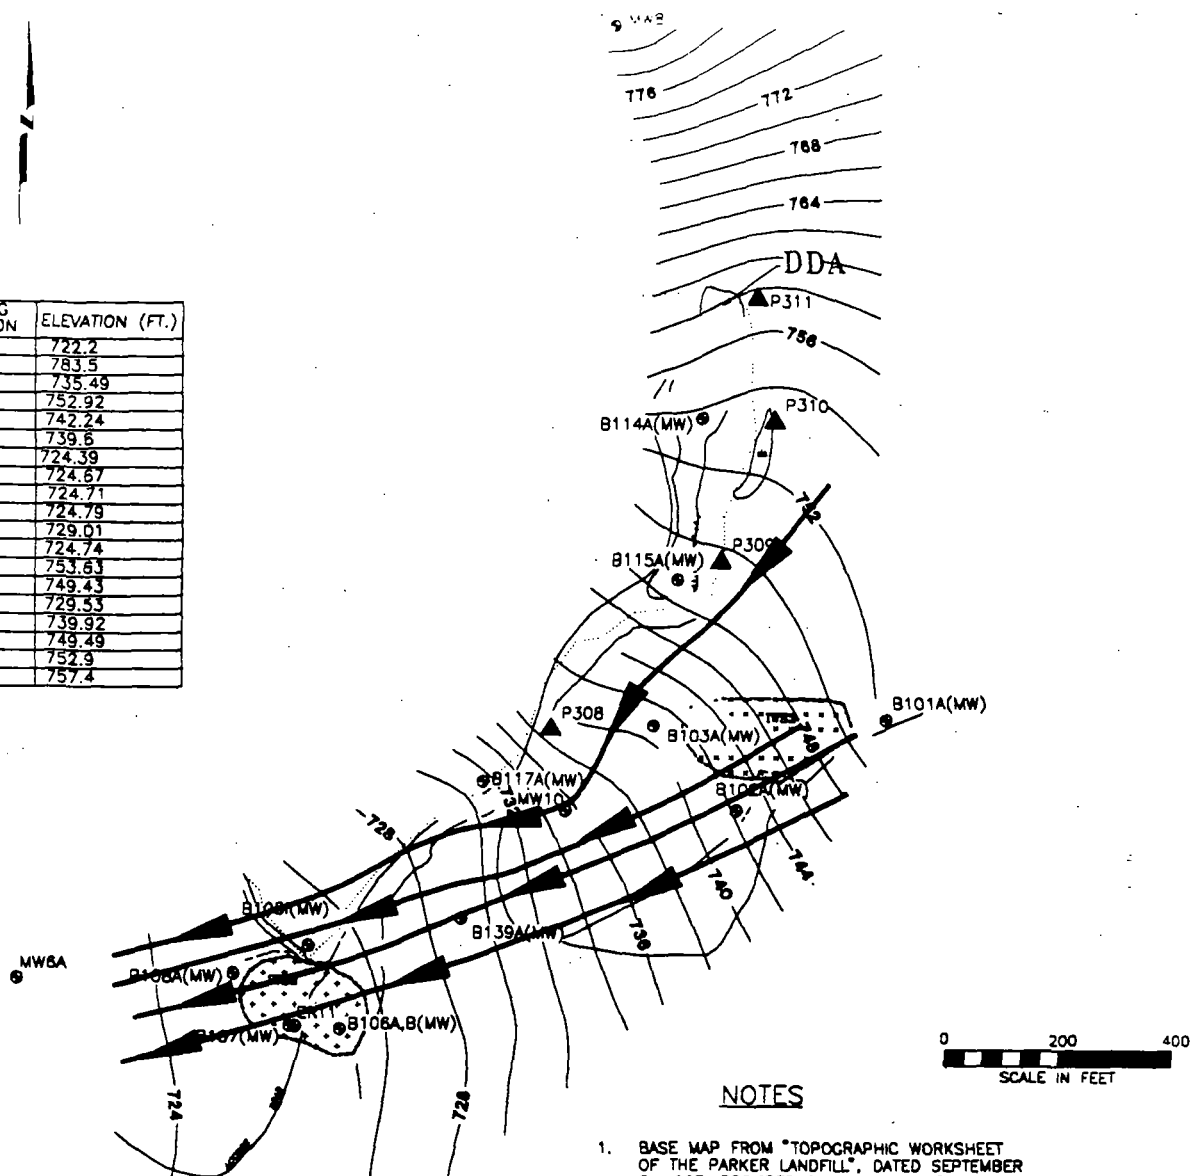 MW8
776
772
768
764
DDA
P311
756
ELEVATION (FT.)
722.2
783.5
735.49
752.92
742.24
739.6
724.39
724.67
724.71
724.79
729.01
724.74
753.63
749.43
729.53
739.92
749.49
752.9
757.4
P310
B114A(MW)
752
P309
B115A(MW)
B101A(MW)
P308
B103A(MW)
748
B117A(MW)
B102A(MW)
732
MW10
728
744
740
736
B139A(MW)
MW6A
B108A(MW)
B106A,B(MW)
B107(MW)
724
728
0 200 400
SCALE IN FEET
NOTES
1. BASE MAP FROM "TOPOGRAPHIC WORKSHEET
OF THE PARKER LANDFILL", DATED SEPTEMBER